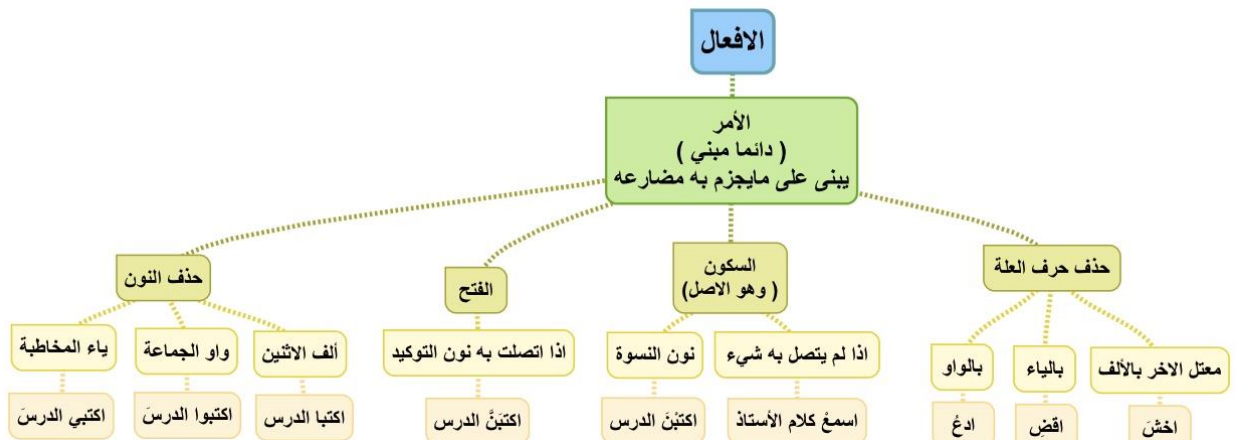 الافعال
الأمر
( دائما مبني )
يبنى على مايجزم به مضارعه
حذف حرف العلة
السكون
( وهو الاصل)
الفتح
حذف النون
معتل الاخر بالألف
بالياء
بالواو
اذا لم يتصل به شيء
نون النسوة
اذا اتصلت به نون التوكيد
ألف الاثنين
واو الجماعة
ياء المخاطبة
اخشَ
اقضِ
ادعُ
اسمعْ كلام الأستاذ
اكتبْنَ الدرس
اكتبَنَّ الدرس
اكتبا الدرس
اكتبوا الدرسَ
اكتبي الدرسَ